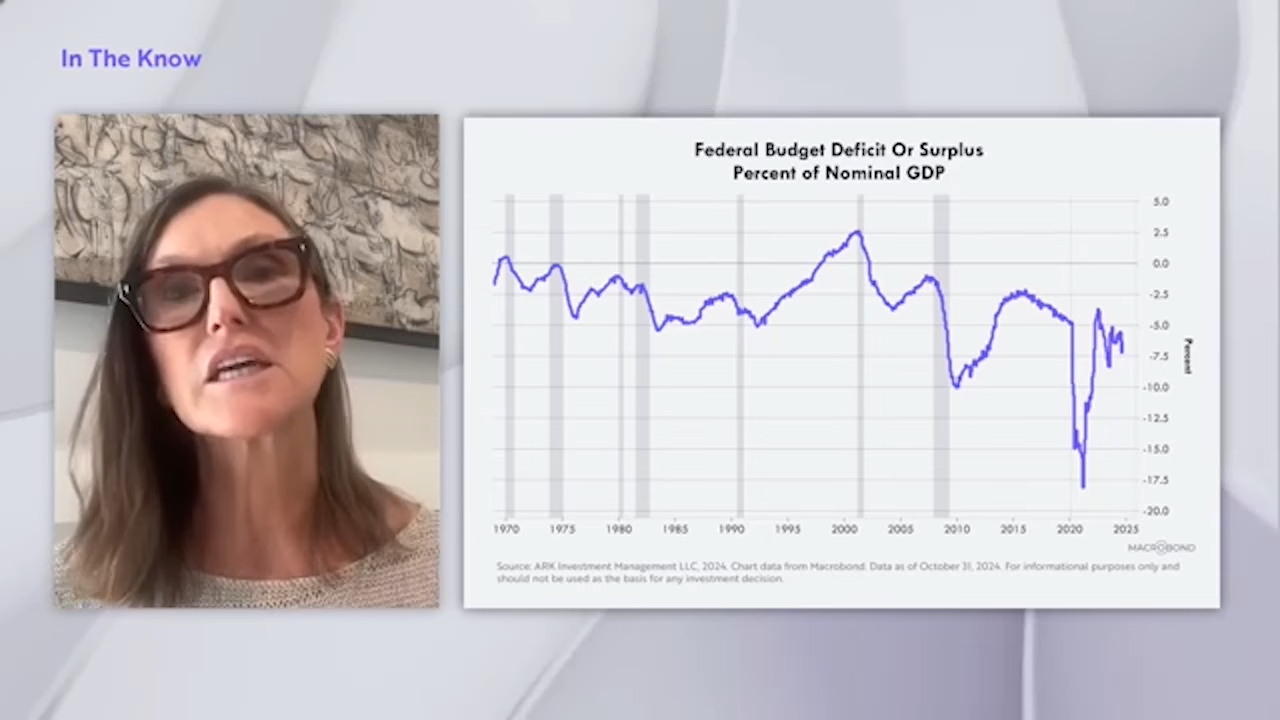 In The Know
Federal Budget Deficit Or Surplus
Percent of Nominal GDP
5.0
2.5
0.0
-2.5
-5.0
-7.5
-10.0
-12.5
-15.0
-17.5
-20.0
Percent
1970 1975 1980 1985 1990 1995 2000 2005 2010 2015 2020 2025
MACROBOND
Source: ARK Investment Management LLC, 2024. Chart data from Macrobond. Data as of October 31, 2024. For informational purposes only and
should not be used as the basis for any investment decision.